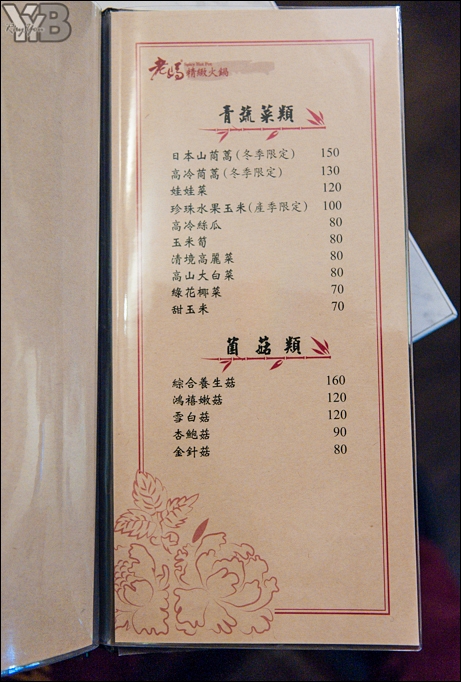 YWB
老媽精緻火鍋
青蔬菜類
日本山茼蒿(冬季限定) 150
高冷茼蒿(冬季限定) 130
娃娃菜 120
珍珠水果玉米(產季限定) 100
高冷絲瓜 80
玉米筍 80
清境高麗菜 80
高山大白菜 80
綠花椰菜 70
甜玉米 70
菌菇類
綜合養生菇 160
鴻禧嫩菇 120
雪白菇 120
杏鮑菇 90
金針菇 80